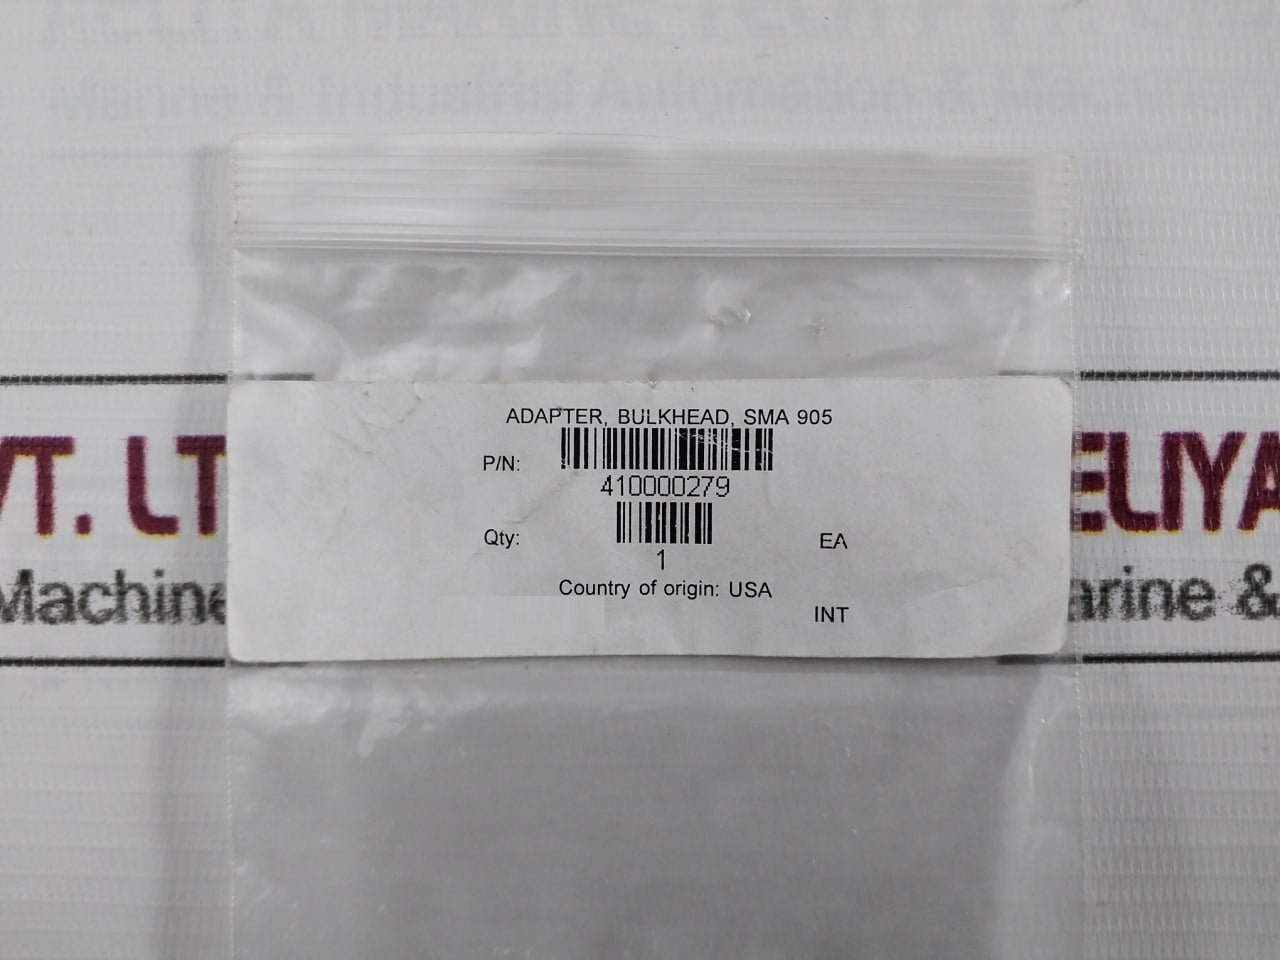 ADAPTER, BULKHEAD, SMA 905
P/N:
410000279
Qty:
EA
1
Country of origin: USA
INT
VT. LT
ELIYA
Machine
arine &